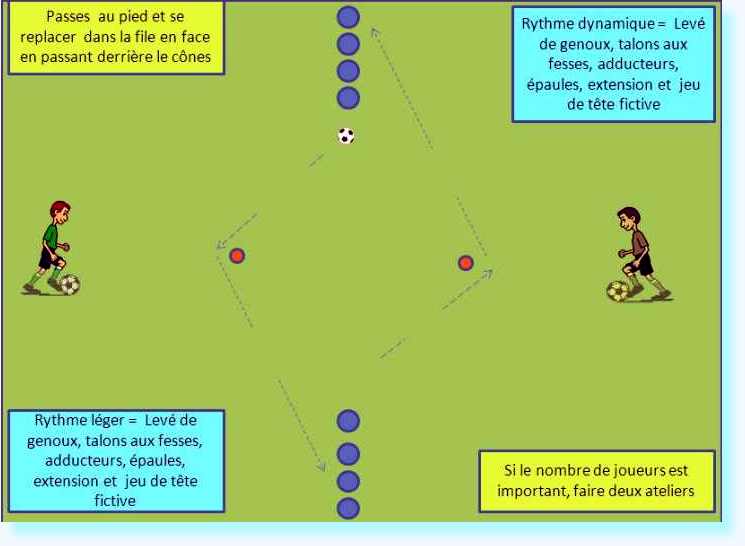 Passes au pied et se
replacer dans la file en face
en passant derrière le cônes
Rythme dynamique = Levé
de genoux, talons aux
fesses, adducteurs,
épaules, extension et jeu
de tête fictive
Rythme léger = Levé de
genoux, talons aux fesses,
adducteurs, épaules,
extension et jeu de tête
fictive
Si le nombre de joueurs est
important, faire deux ateliers